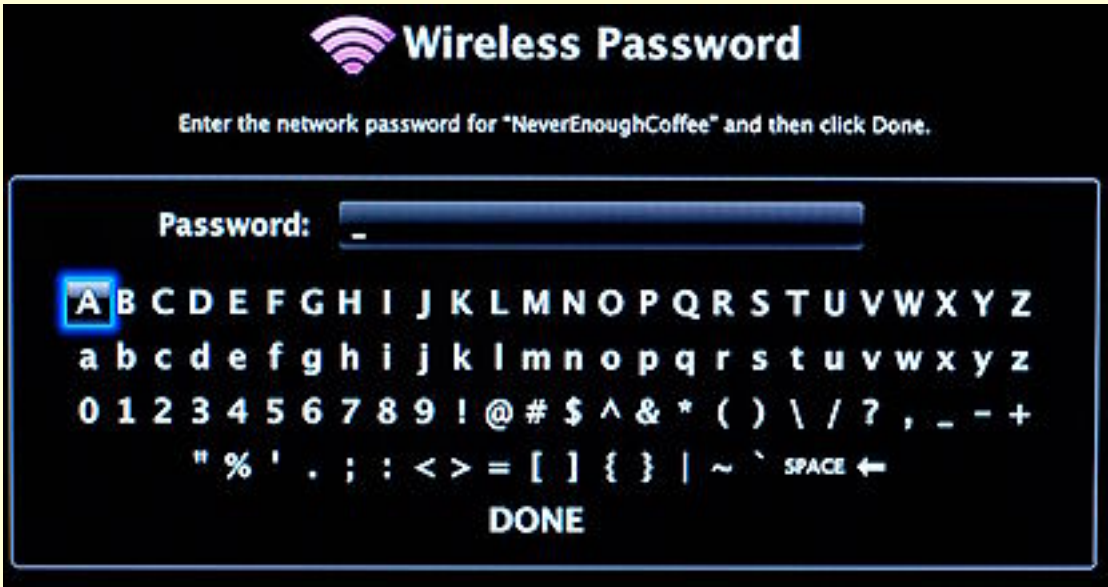 Wireless Password
Enter the network password for "NeverEnoughCoffee" and then click Done.
Password: _
A B C D E F G H I J K L M N O P Q R S T U V W X Y Z
a b c d e f g h i j k l m n o p q r s t u v w x y z
0 1 2 3 4 5 6 7 8 9 ! @ # $ ^ & * ( ) \ / ? , _ - +
" % ' . ; : < > = [ ] { } | ~ ` SPACE ←
DONE